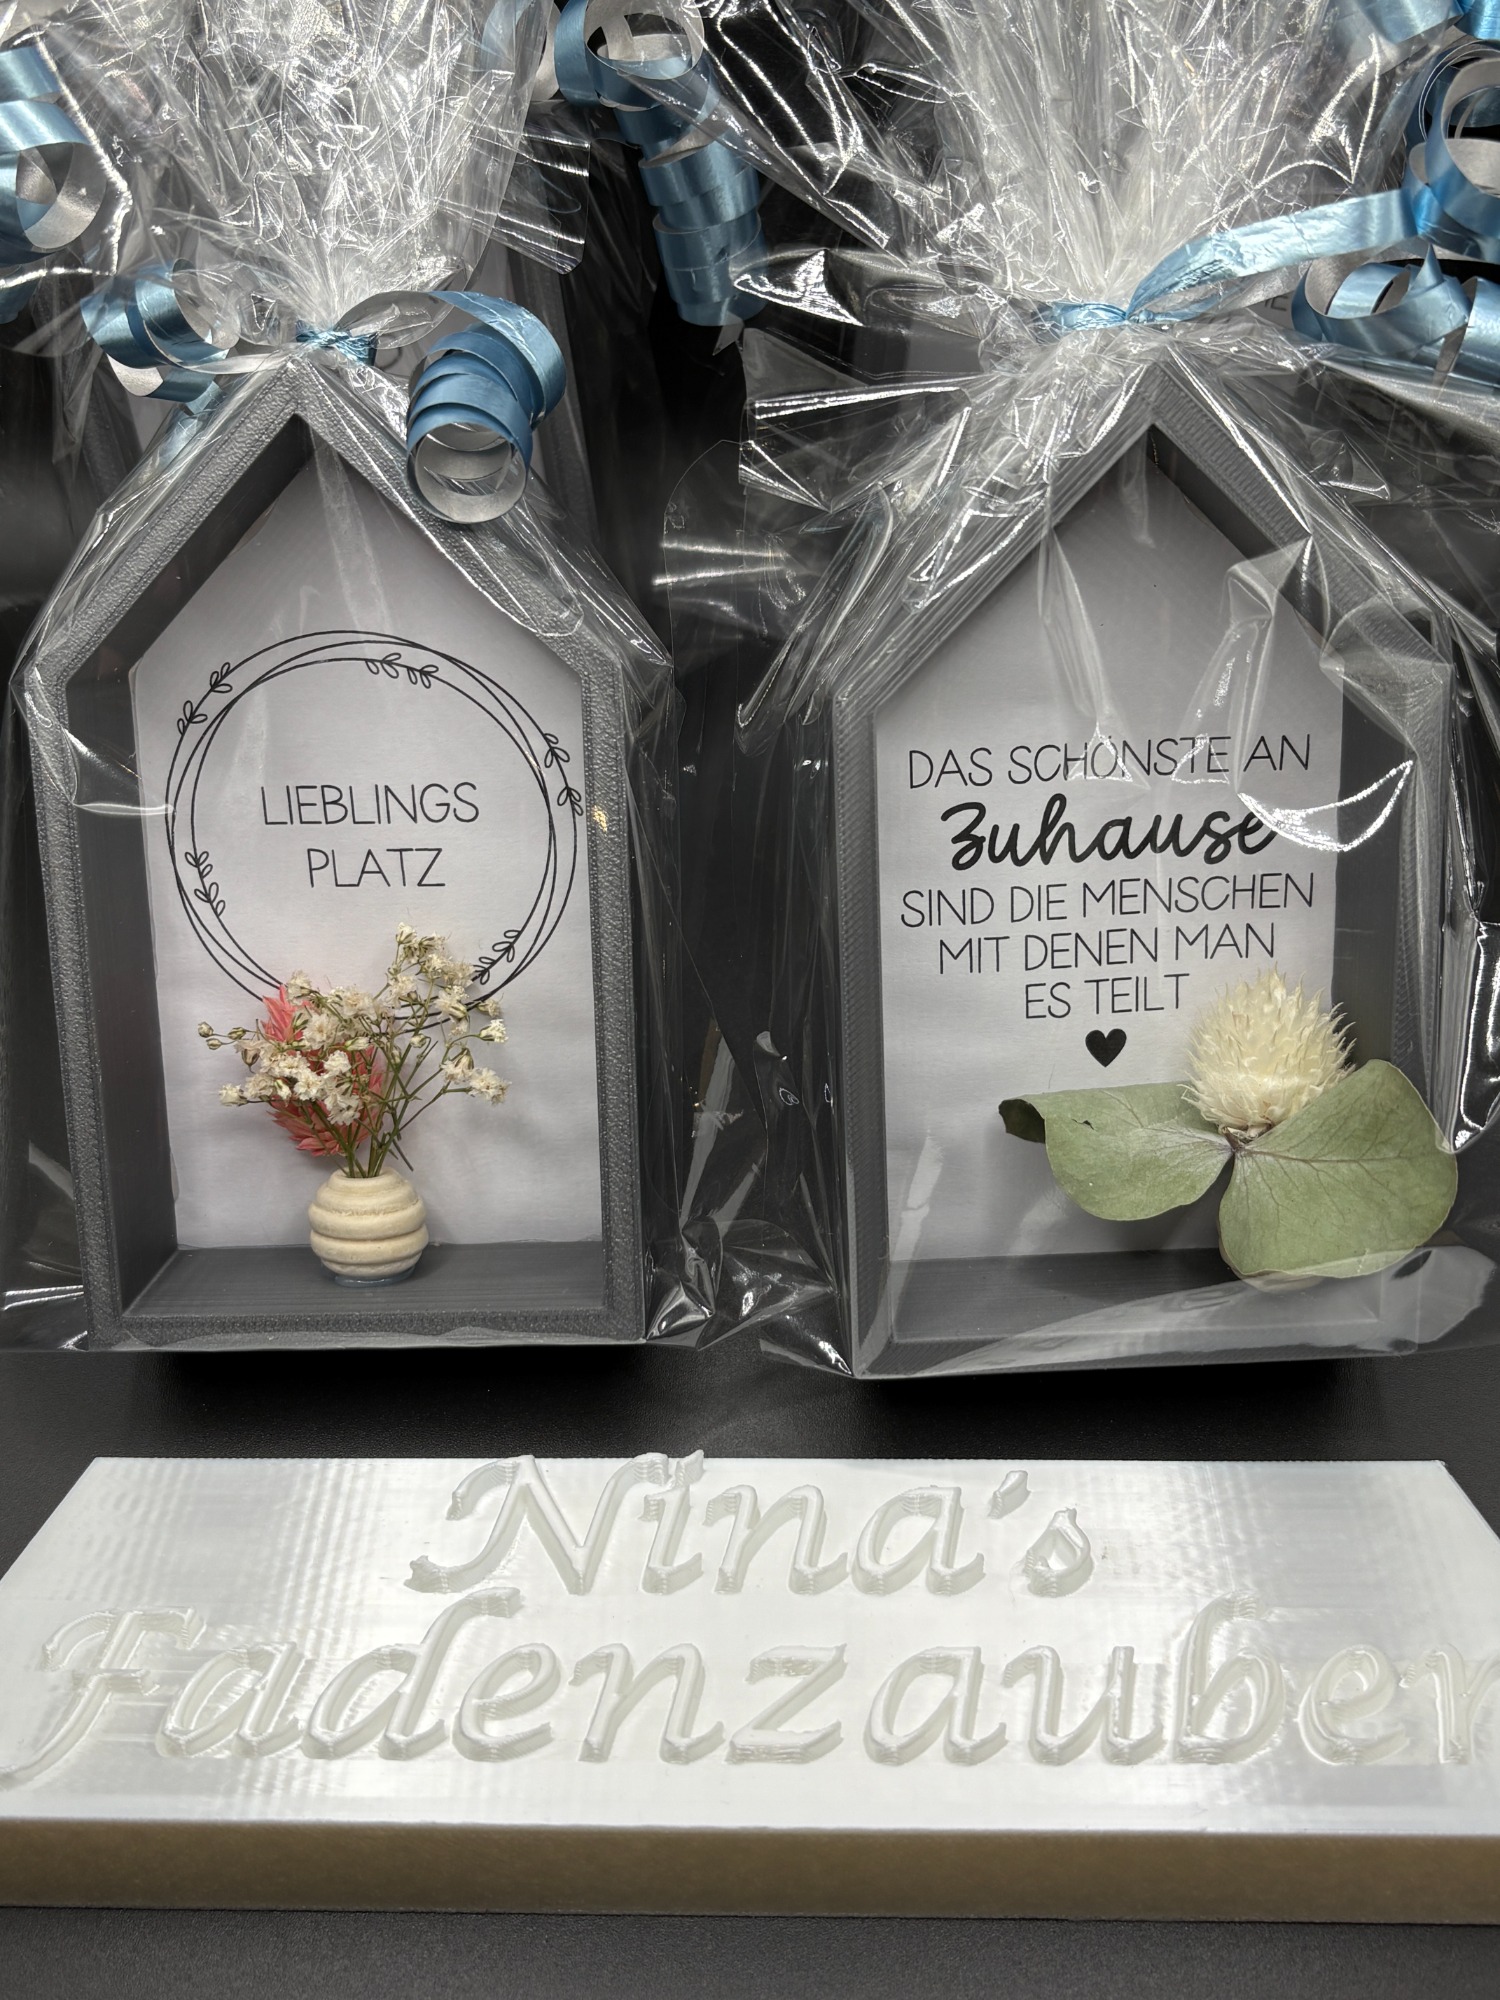 LIEBLINGS
PLATZ
DAS SCHÖNSTE AN
Zuhause
SIND DIE MENSCHEN
MIT DENEN MAN
ES TEILT
Nina's
Fadenzauber